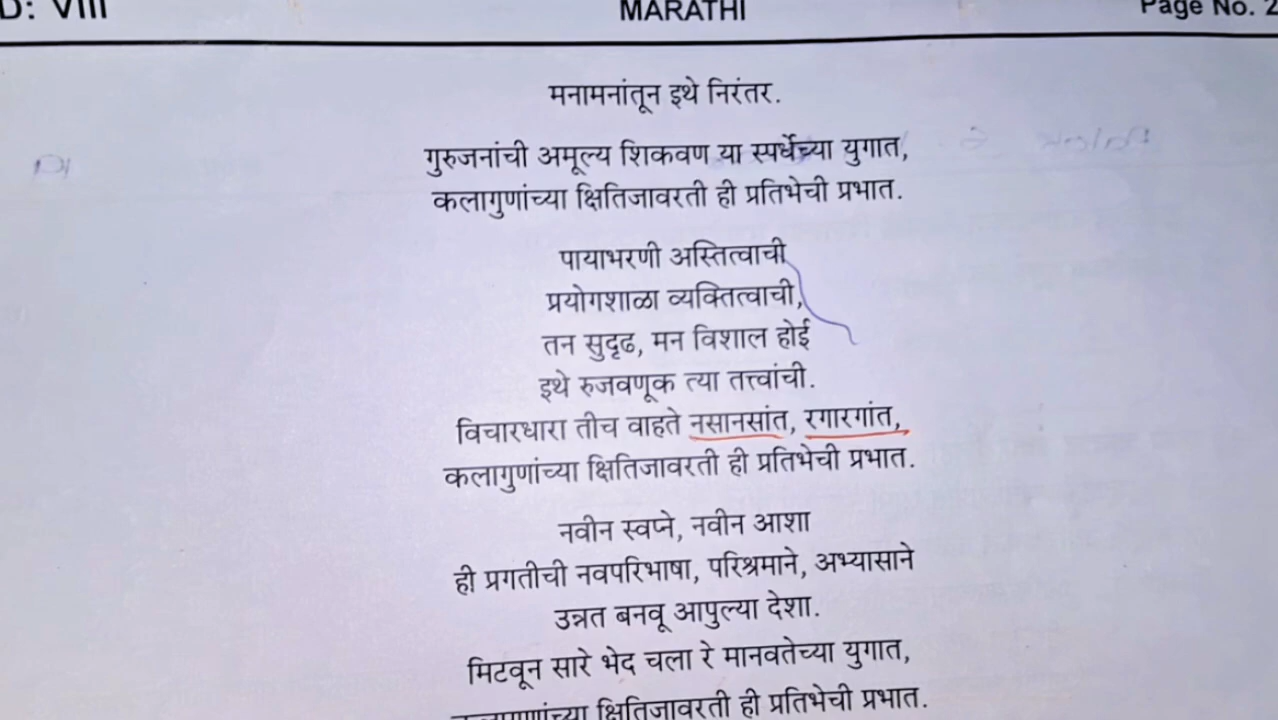 D: VIII MARATHI Page No. 2
मनामनांतून इथे निरंतर.
गुरुजनांची अमूल्य शिकवण या स्पर्धेच्या युगात,
कलागुणांच्या क्षितिजावरती ही प्रतिभेची प्रभात.
पायाभरणी अस्तित्वाची
प्रयोगशाळा व्यक्तित्वाची,
तन सुदृढ, मन विशाल होई
इथे रुजवणूक त्या तत्त्वांची.
विचारधारा तीच वाहते नसानसांत, रगारगांत,
कलागुणांच्या क्षितिजावरती ही प्रतिभेची प्रभात.
नवीन स्वप्ने, नवीन आशा
ही प्रगतीची नवपरिभाषा, परिश्रमाने, अभ्यासाने
उन्नत बनवू आपुल्या देशा.
मिटवून सारे भेद चला रे मानवतेच्या युगात,
कलागुणांच्या क्षितिजावरती ही प्रतिभेची प्रभात.